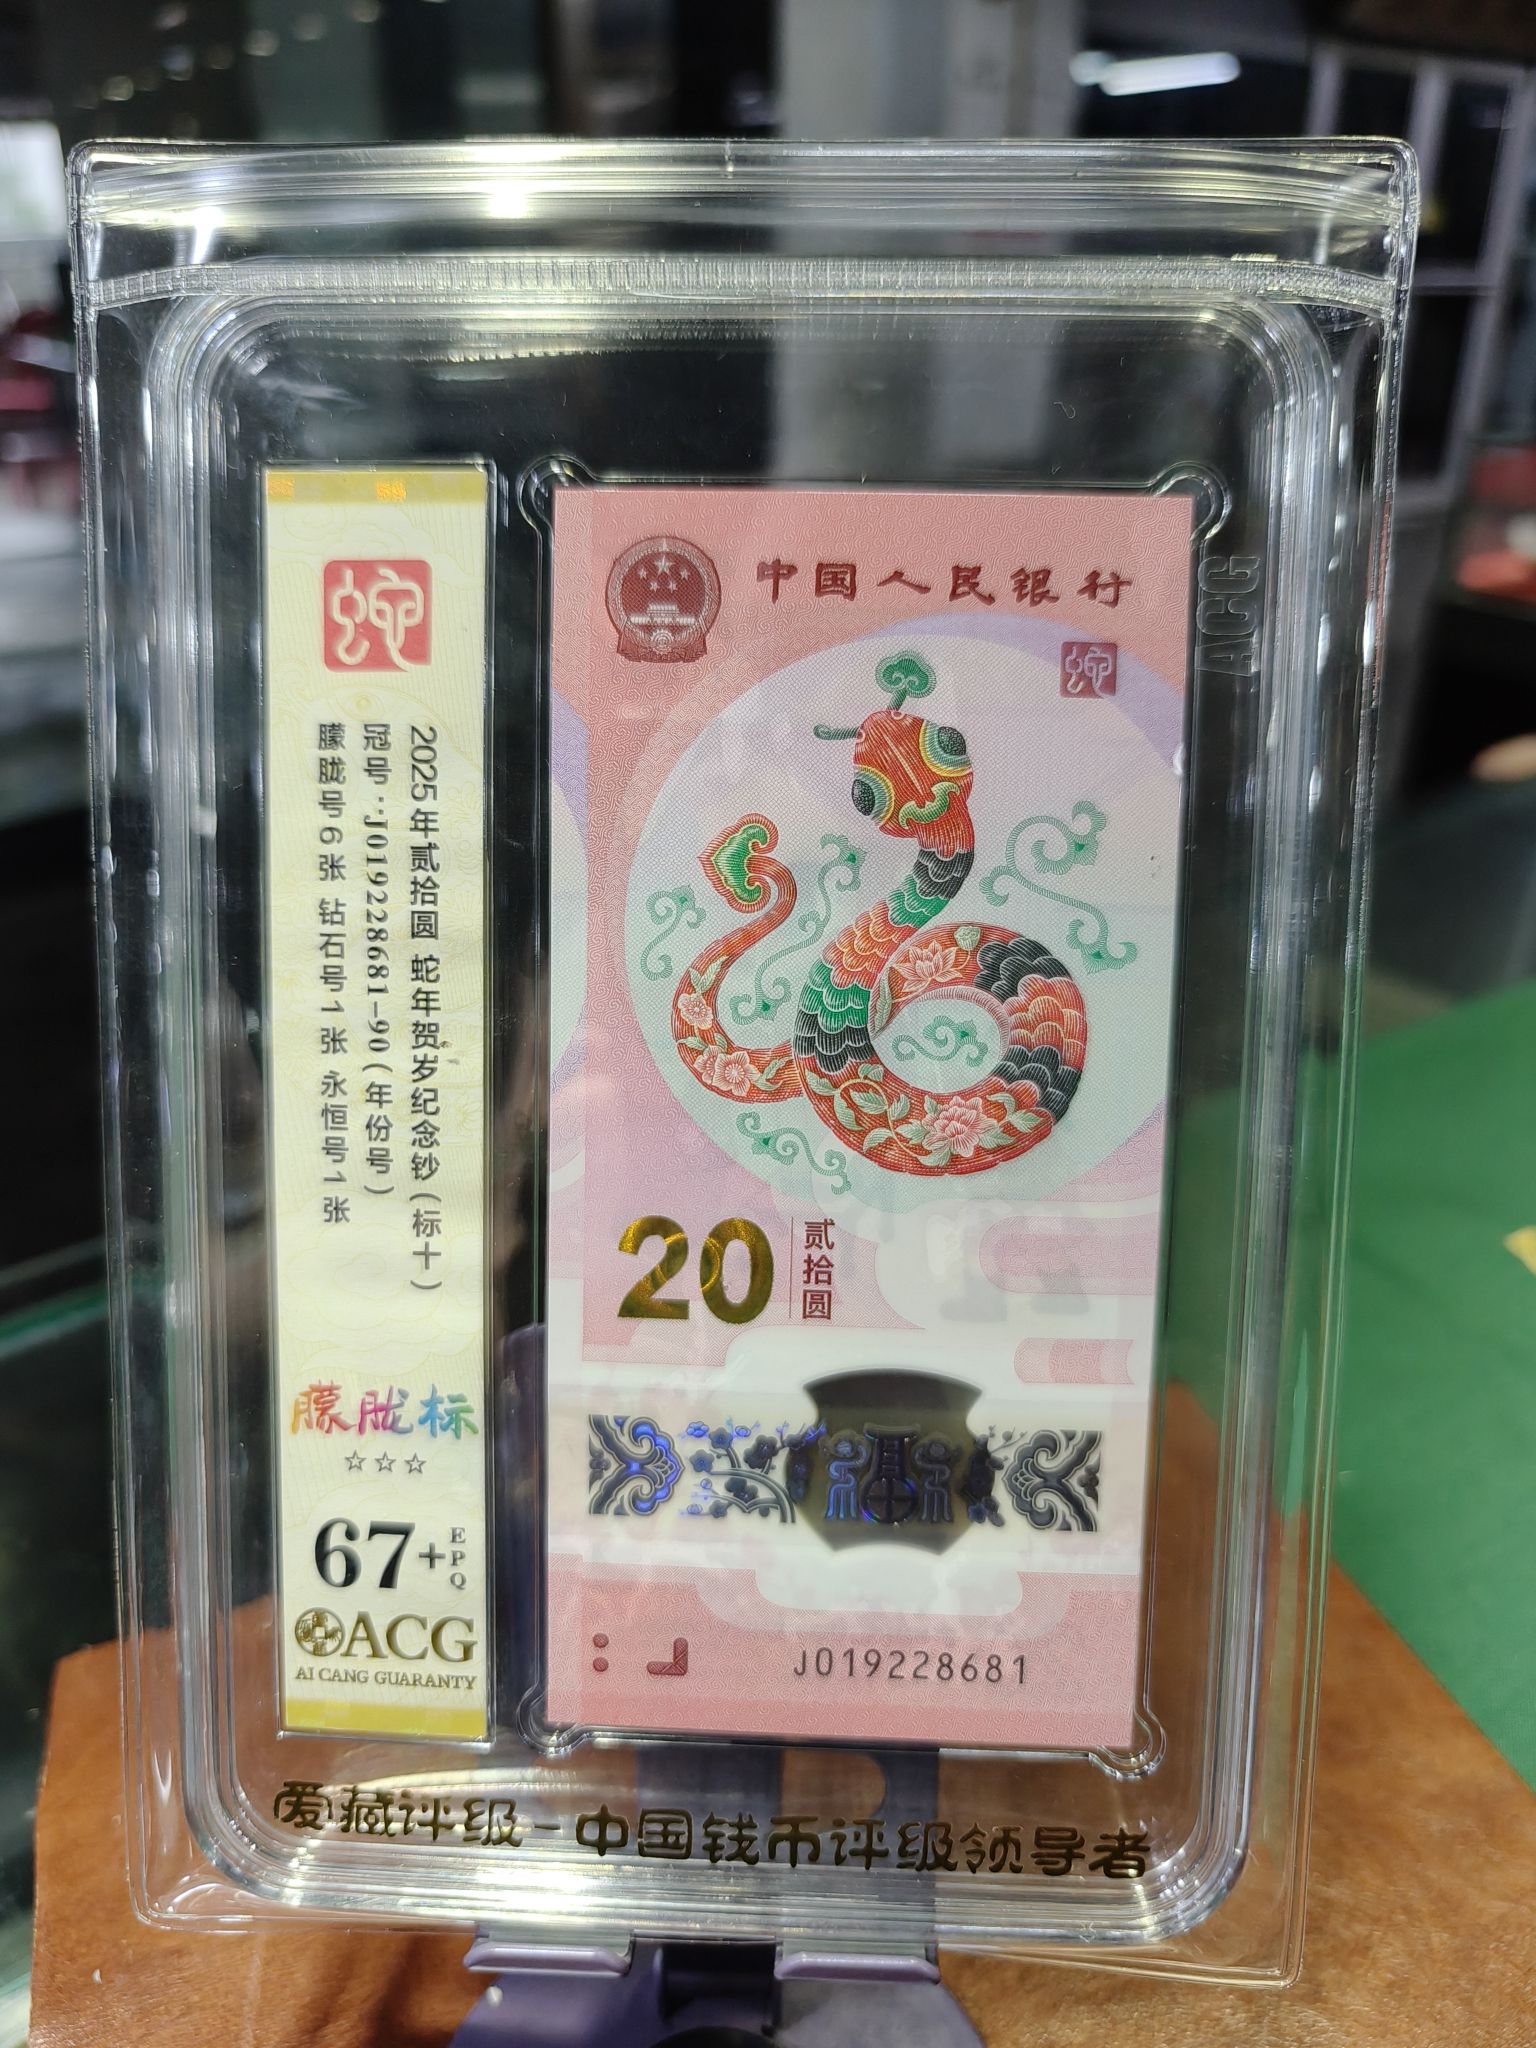 蛇
2025年贰拾圆 蛇年贺岁纪念钞(标十)
冠号:J019228681-90(年份号)
朦胧号6张 钻石号1张 永恒号1张
朦胧标
☆☆☆
67+
EPQ
ACG
AI CANG GUARANTY
中国人民银行
蛇
20
贰拾圆
福
J019228681
ACG
爱藏评级-中国钱币评级领导者